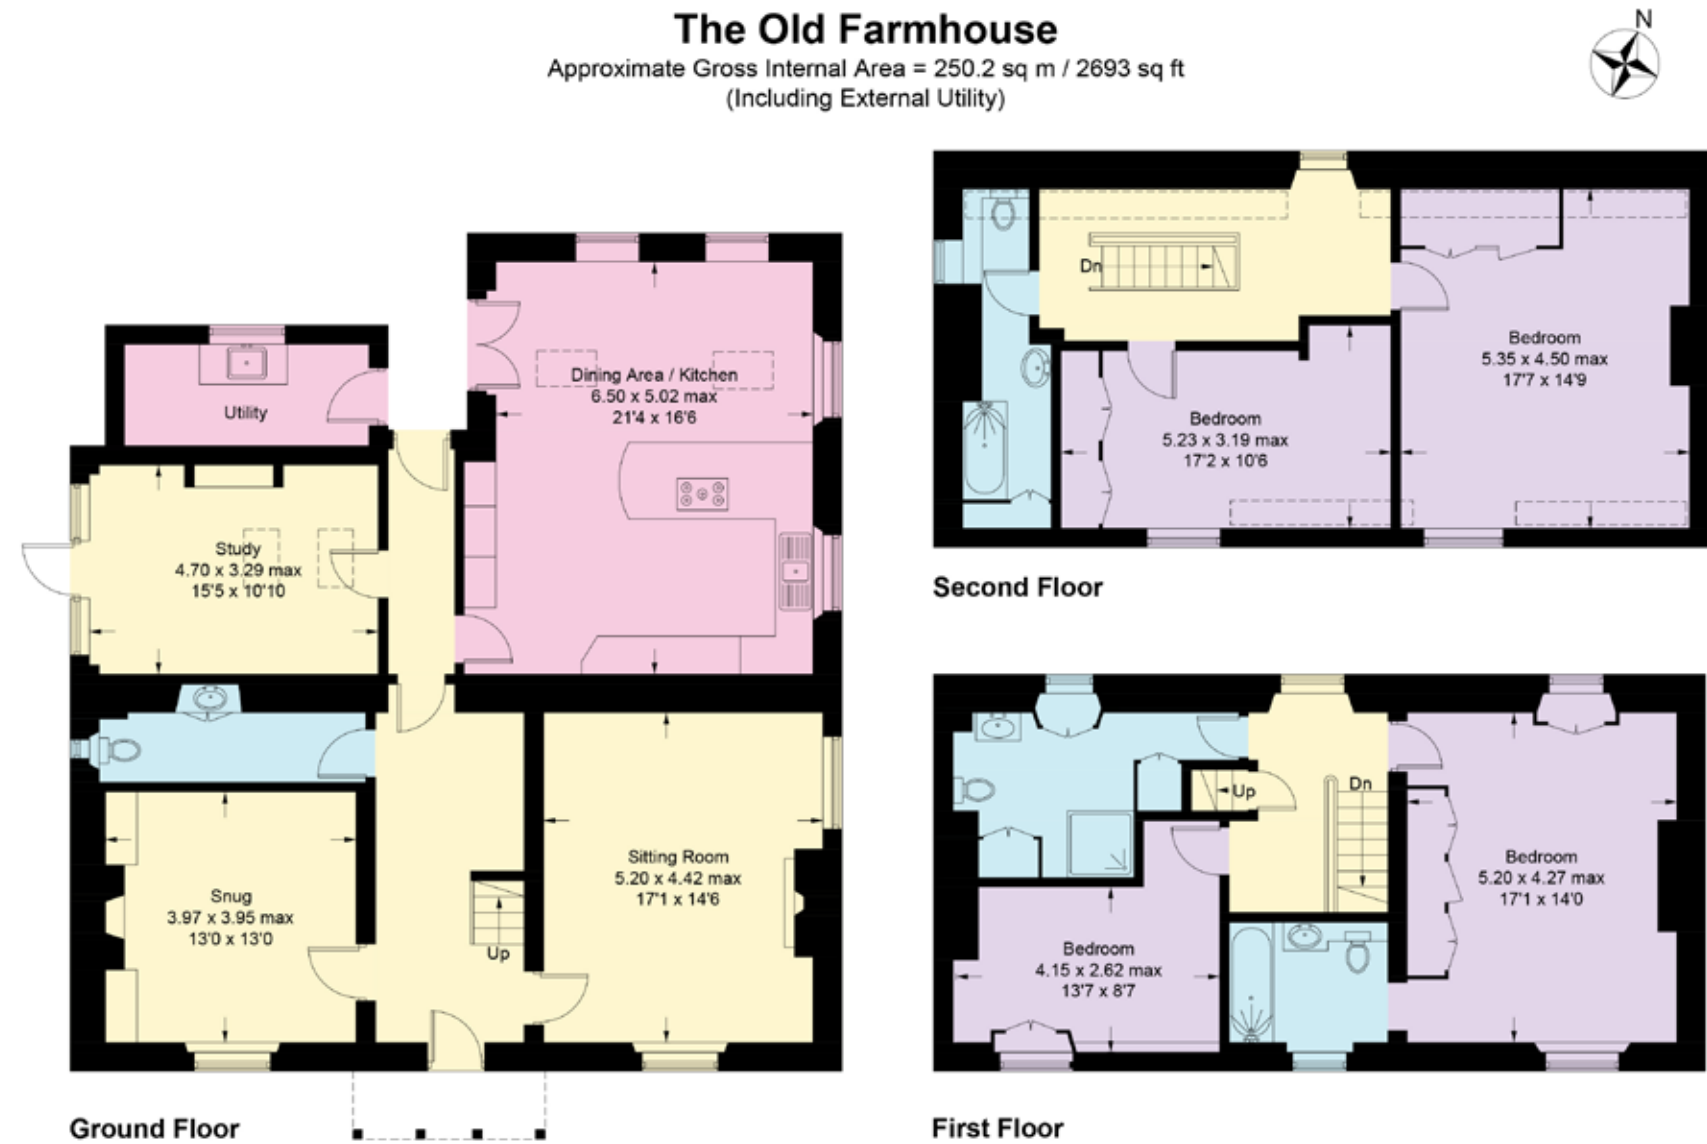 The Old Farmhouse
Approximate Gross Internal Area = 250.2 sq m / 2693 sq ft
(Including External Utility)
N
Utility
Dining Area / Kitchen
6.50 x 5.02 max
21'4 x 16'6
Study
4.70 x 3.29 max
15'5 x 10'10
Snug
3.97 x 3.95 max
13'0 x 13'0
Sitting Room
5.20 x 4.42 max
17'1 x 14'6
Up
Ground Floor
Dn
Bedroom
5.23 x 3.19 max
17'2 x 10'6
Bedroom
5.35 x 4.50 max
17'7 x 14'9
Second Floor
Up
Dn
Bedroom
4.15 x 2.62 max
13'7 x 8'7
Bedroom
5.20 x 4.27 max
17'1 x 14'0
First Floor